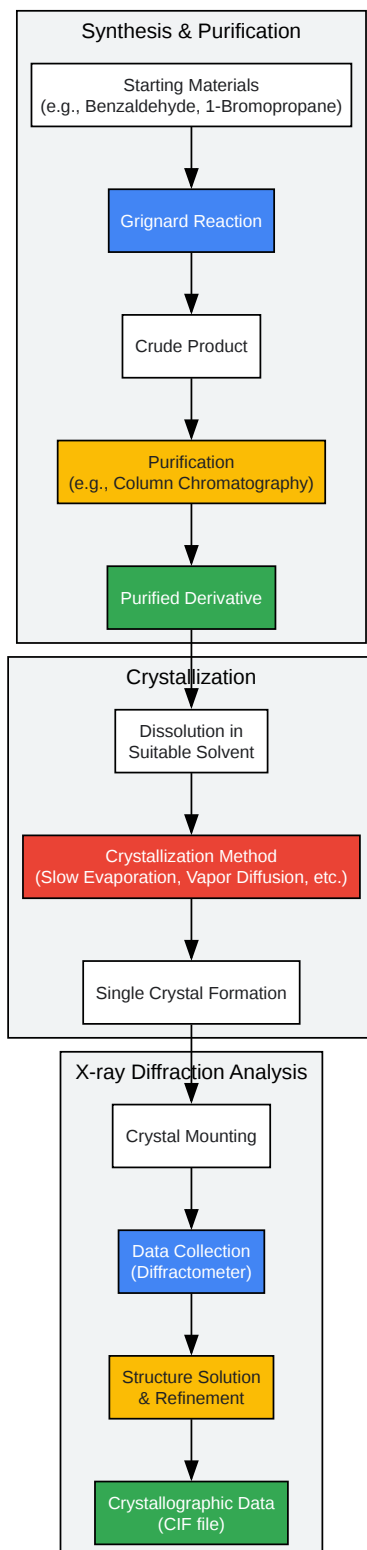 Synthesis & Purification
Starting Materials
(e.g., Benzaldehyde, 1-Bromopropane)
Grignard Reaction
Crude Product
Purification
(e.g., Column Chromatography)
Purified Derivative
Crystallization
Dissolution in
Suitable Solvent
Crystallization Method
(Slow Evaporation, Vapor Diffusion, etc.)
Single Crystal Formation
X-ray Diffraction Analysis
Crystal Mounting
Data Collection
(Diffractometer)
Structure Solution
& Refinement
Crystallographic Data
(CIF file)